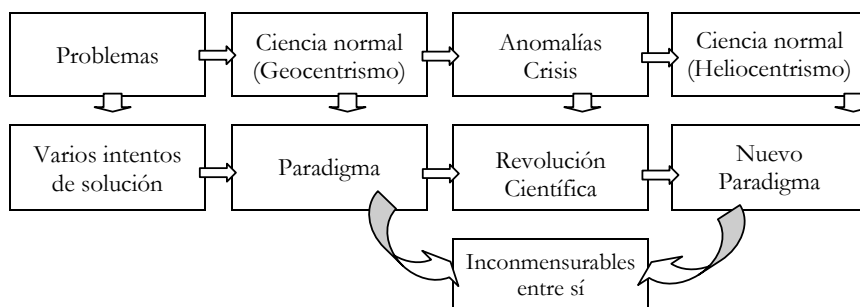 Problemas
Ciencia normal
(Geocentrismo)
Anomalías
Crisis
Ciencia normal
(Heliocentrismo)
Varios intentos
de solución
Paradigma
Revolución
Científica
Nuevo
Paradigma
Inconmensurables
entre sí